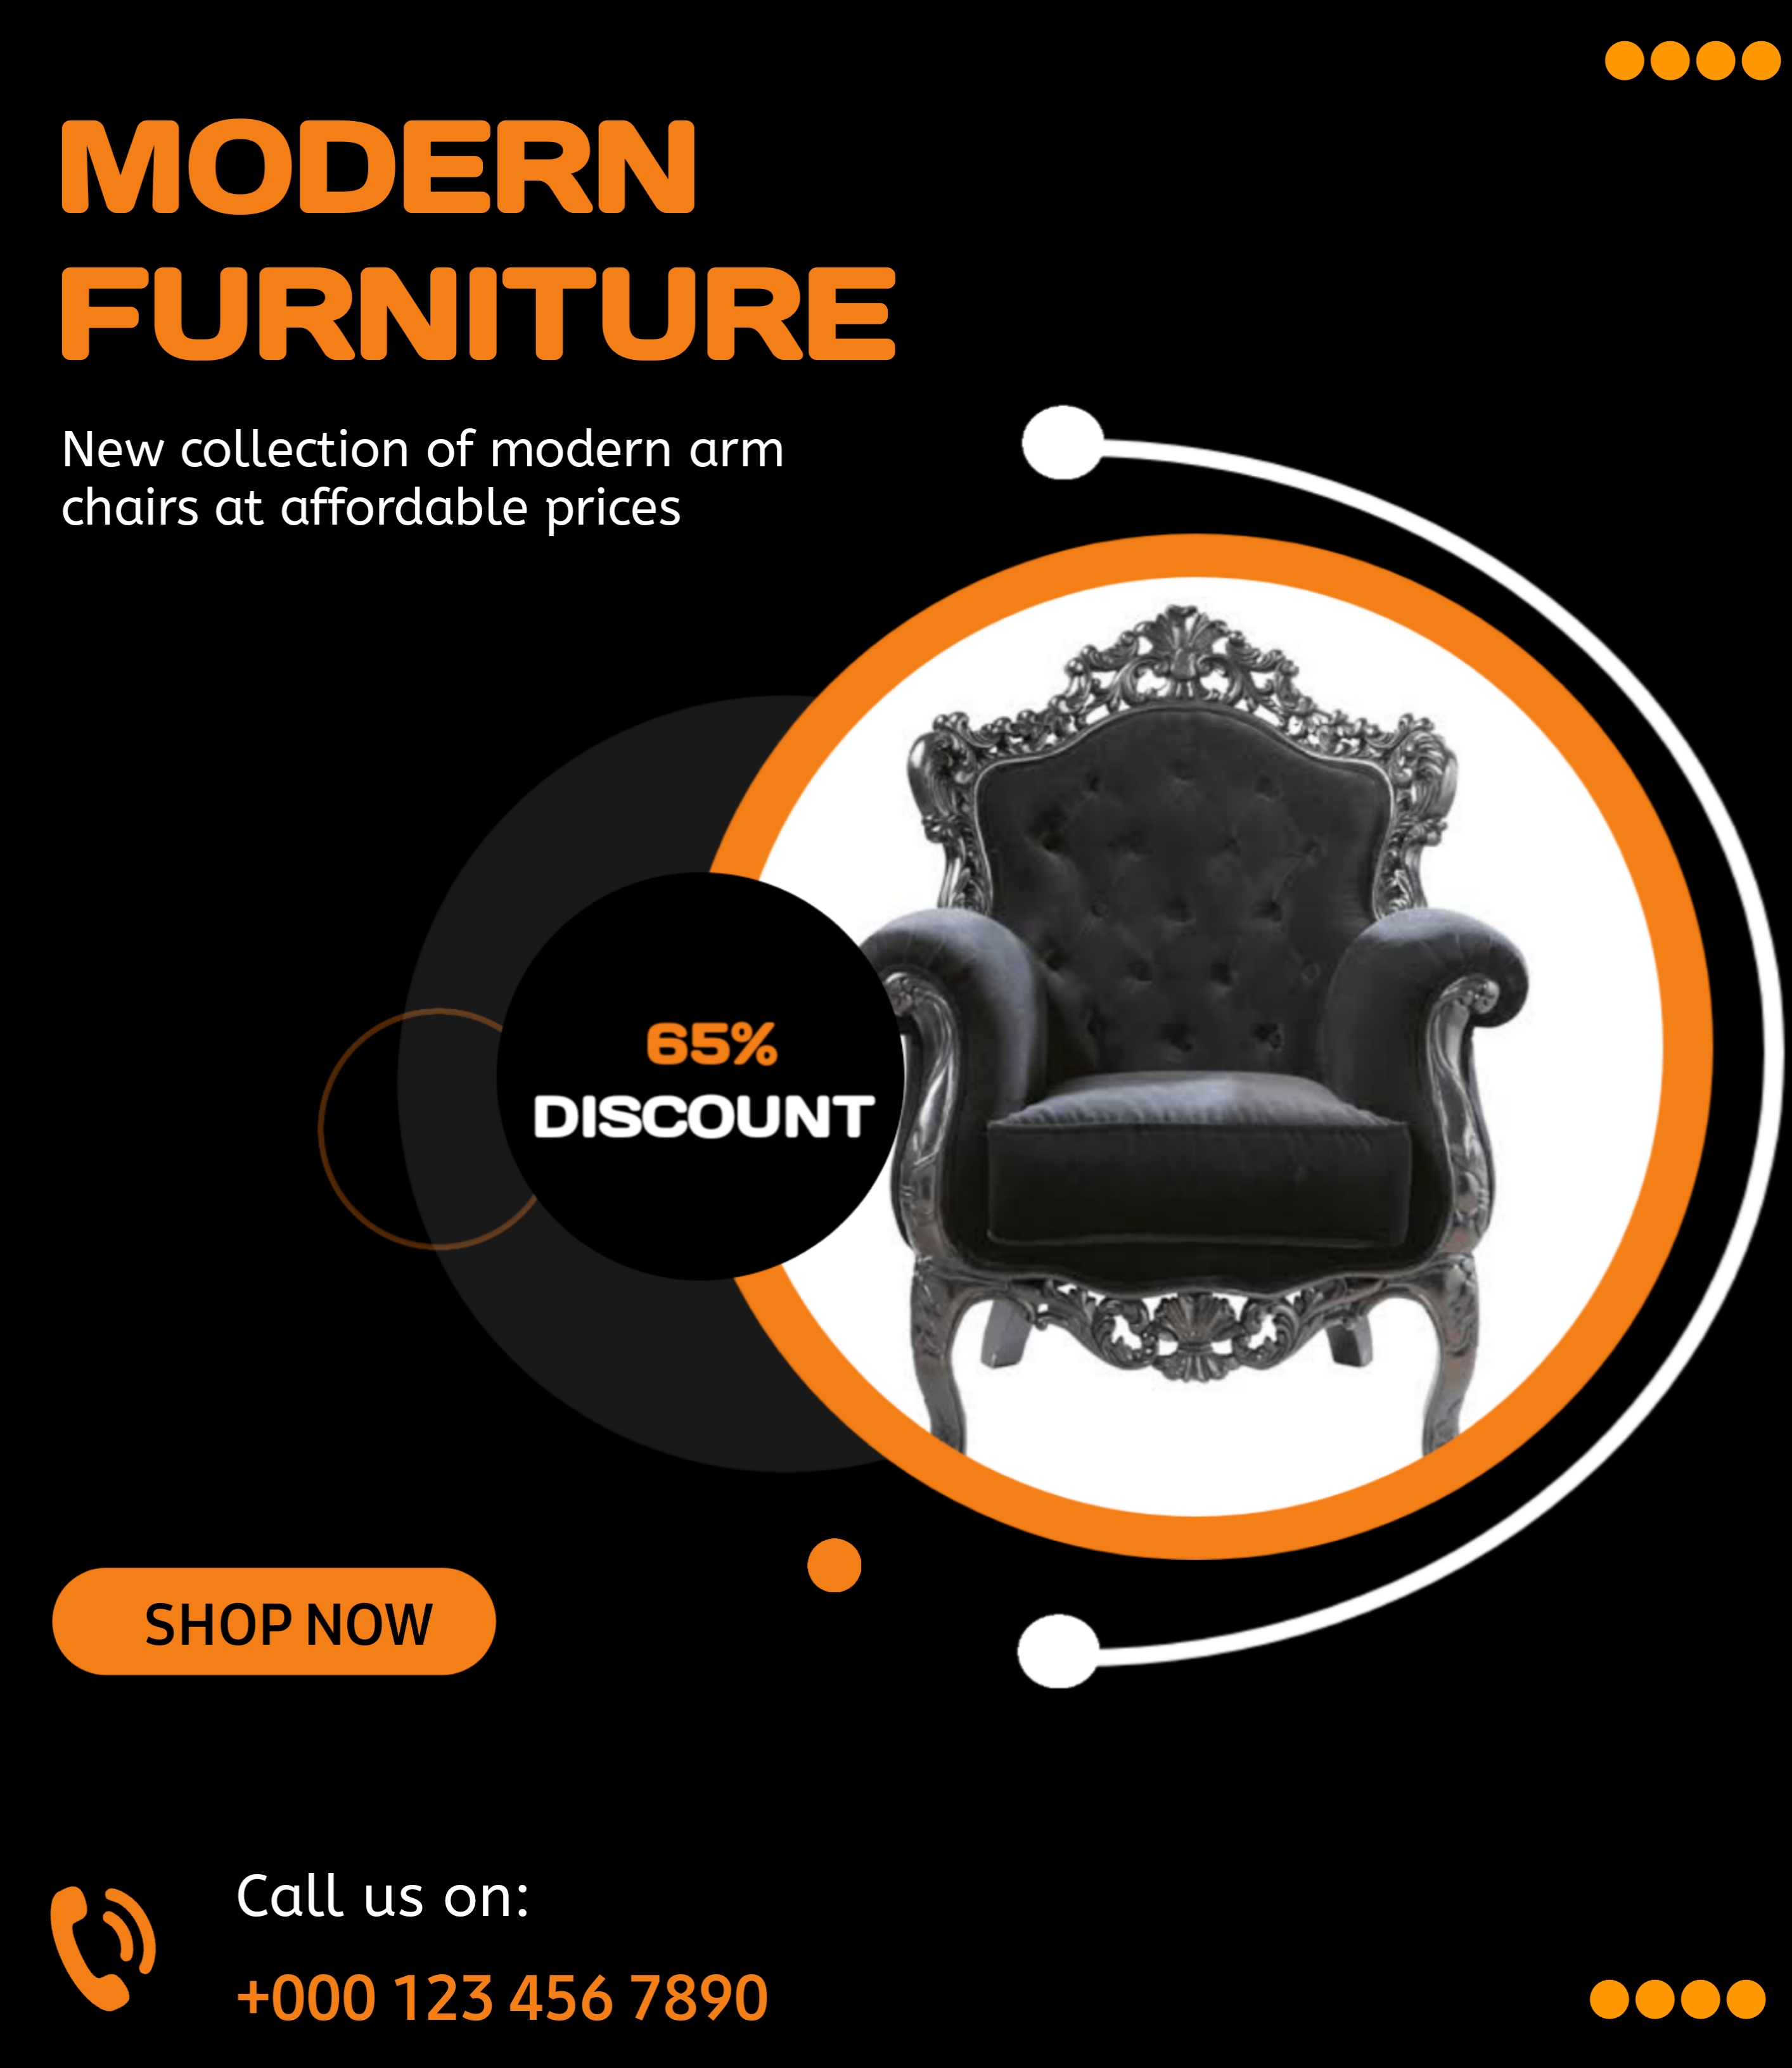 MODERN
FURNITURE
New collection of modern arm
chairs at affordable prices
65%
DISCOUNT
SHOP NOW
Call us on:
+000 123 456 7890